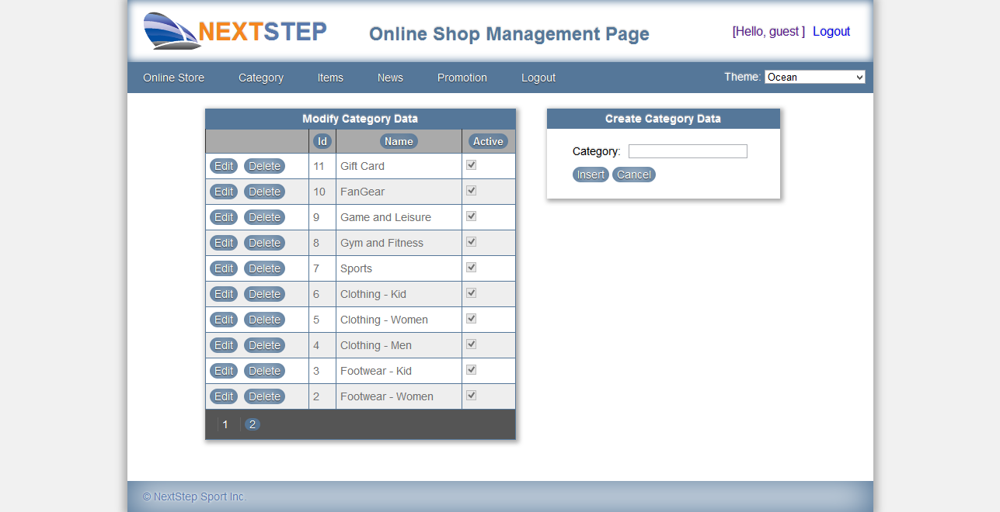 NEXTSTEP
Online Shop Management Page
[Hello, guest ] Logout
Online Store Category Items News Promotion Logout Theme: Ocean
Modify Category Data
Id Name Active
Edit Delete 11 Gift Card
Edit Delete 10 FanGear
Edit Delete 9 Game and Leisure
Edit Delete 8 Gym and Fitness
Edit Delete 7 Sports
Edit Delete 6 Clothing - Kid
Edit Delete 5 Clothing - Women
Edit Delete 4 Clothing - Men
Edit Delete 3 Footwear - Kid
Edit Delete 2 Footwear - Women
1 2
Create Category Data
Category:
Insert Cancel
© NextStep Sport Inc.